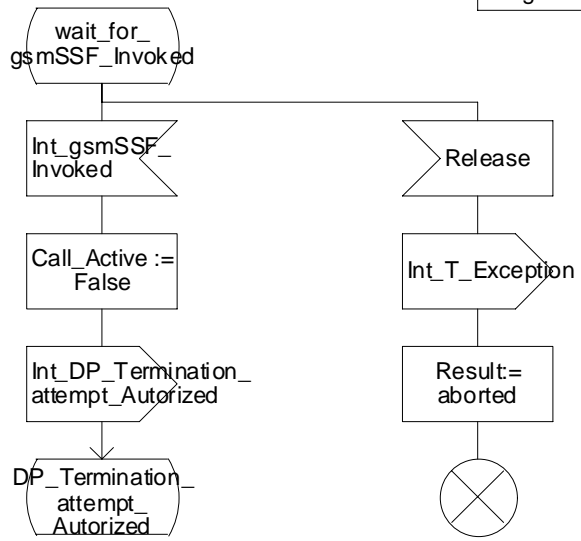 wait_for_
gsmSSF_Invoked
Int_gsmSSF_
Invoked
Release
Call_Active :=
False
Int_T_Exception
Int_DP_Termination_
attempt_Autorized
Result:=
aborted
DP_Termination_
attempt_
Autorized